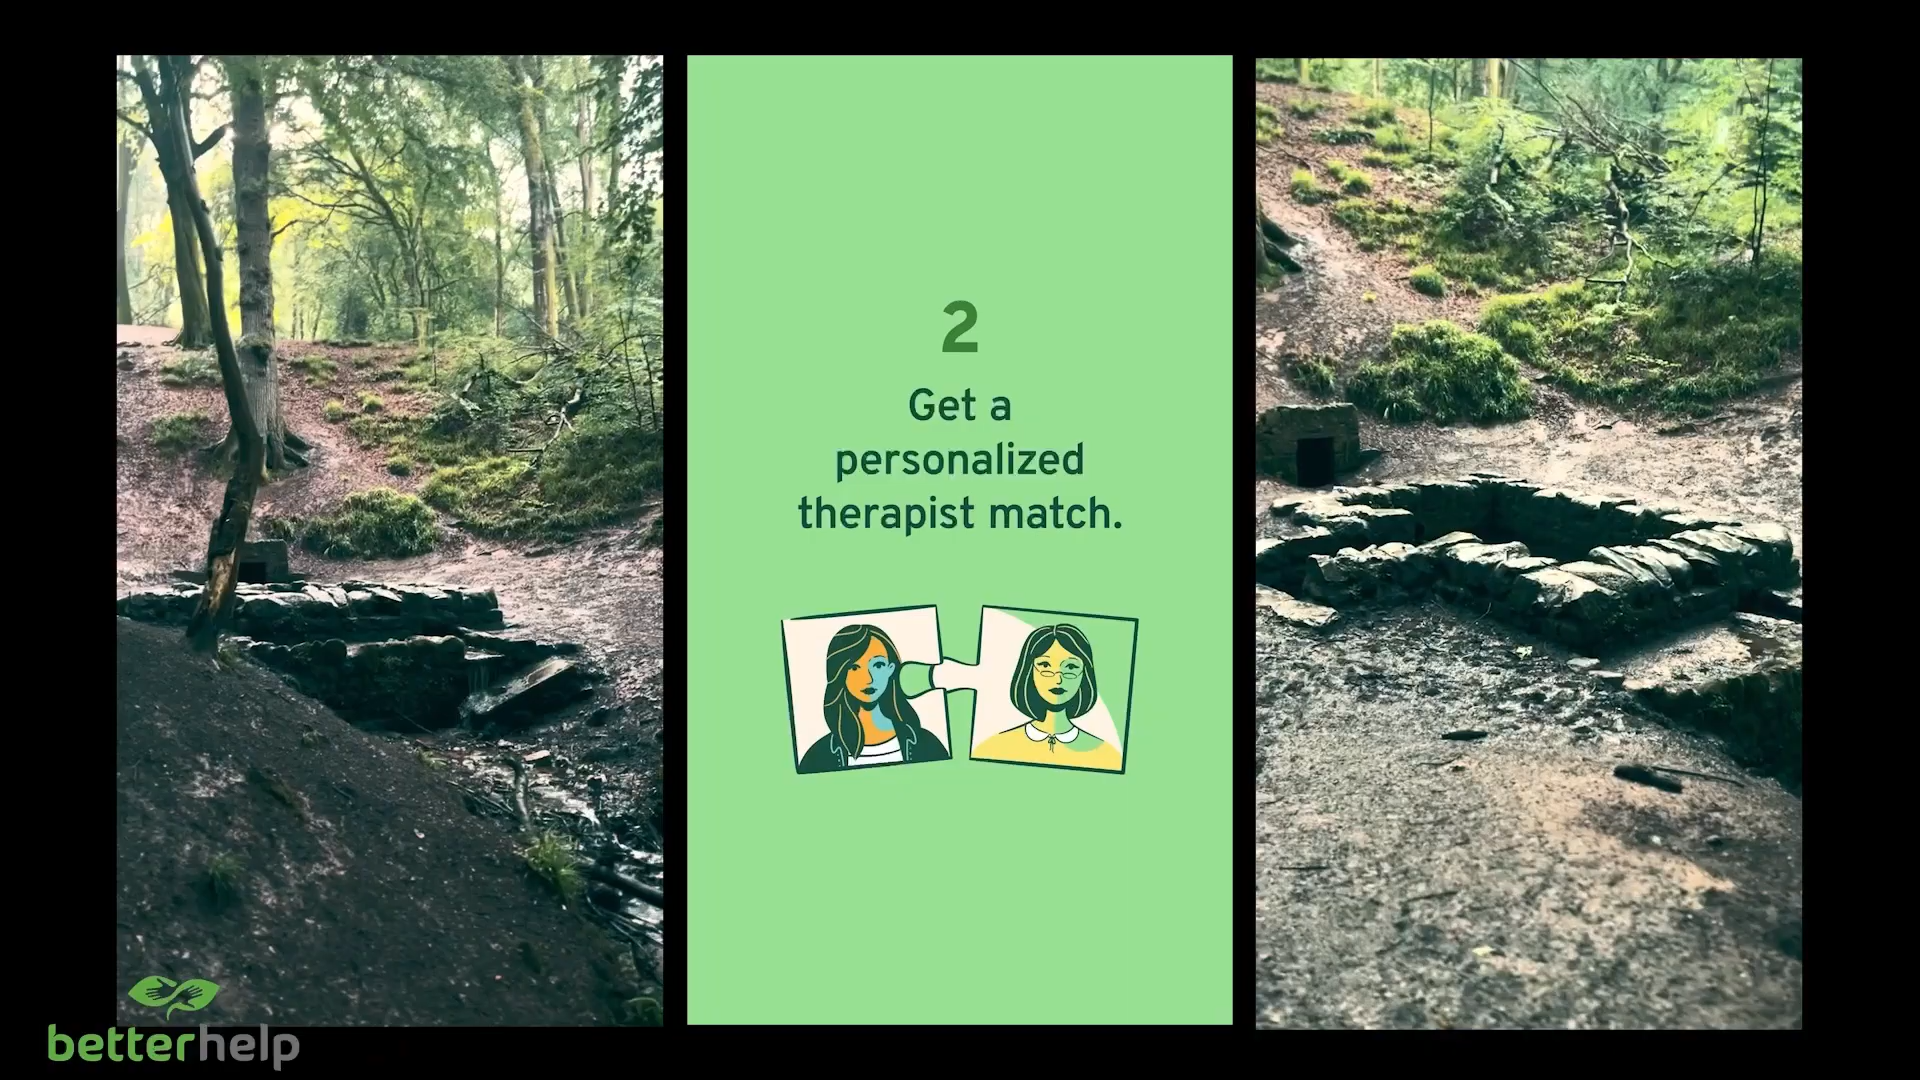 2
Get a
personalized
therapist match.
betterhelp